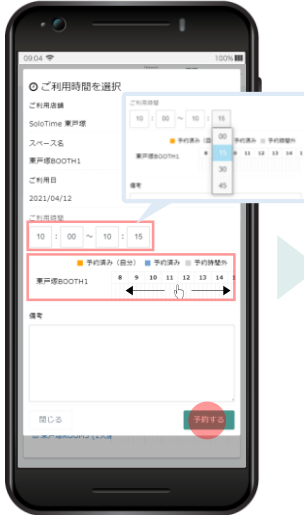 09:04
100%
ご利用時間を選択
ご利用店舗
SoloTime 東戸塚
スペース名
東戸塚BOOTH1
ご利用日
2021/04/12
ご利用時間
10 : 00 ~ 10 : 15
予約済み（自分） 予約済み 予約時間外
8 9 10 11 12 13 14
東戸塚BOOTH1
備考
閉じる
予約する
ご利用時間
10 : 00 ~ 10 : 15
00
15
30
45
予約済み 予約済み 予約時間外
東戸塚BOOTH1
8 11 12 13 14
備考